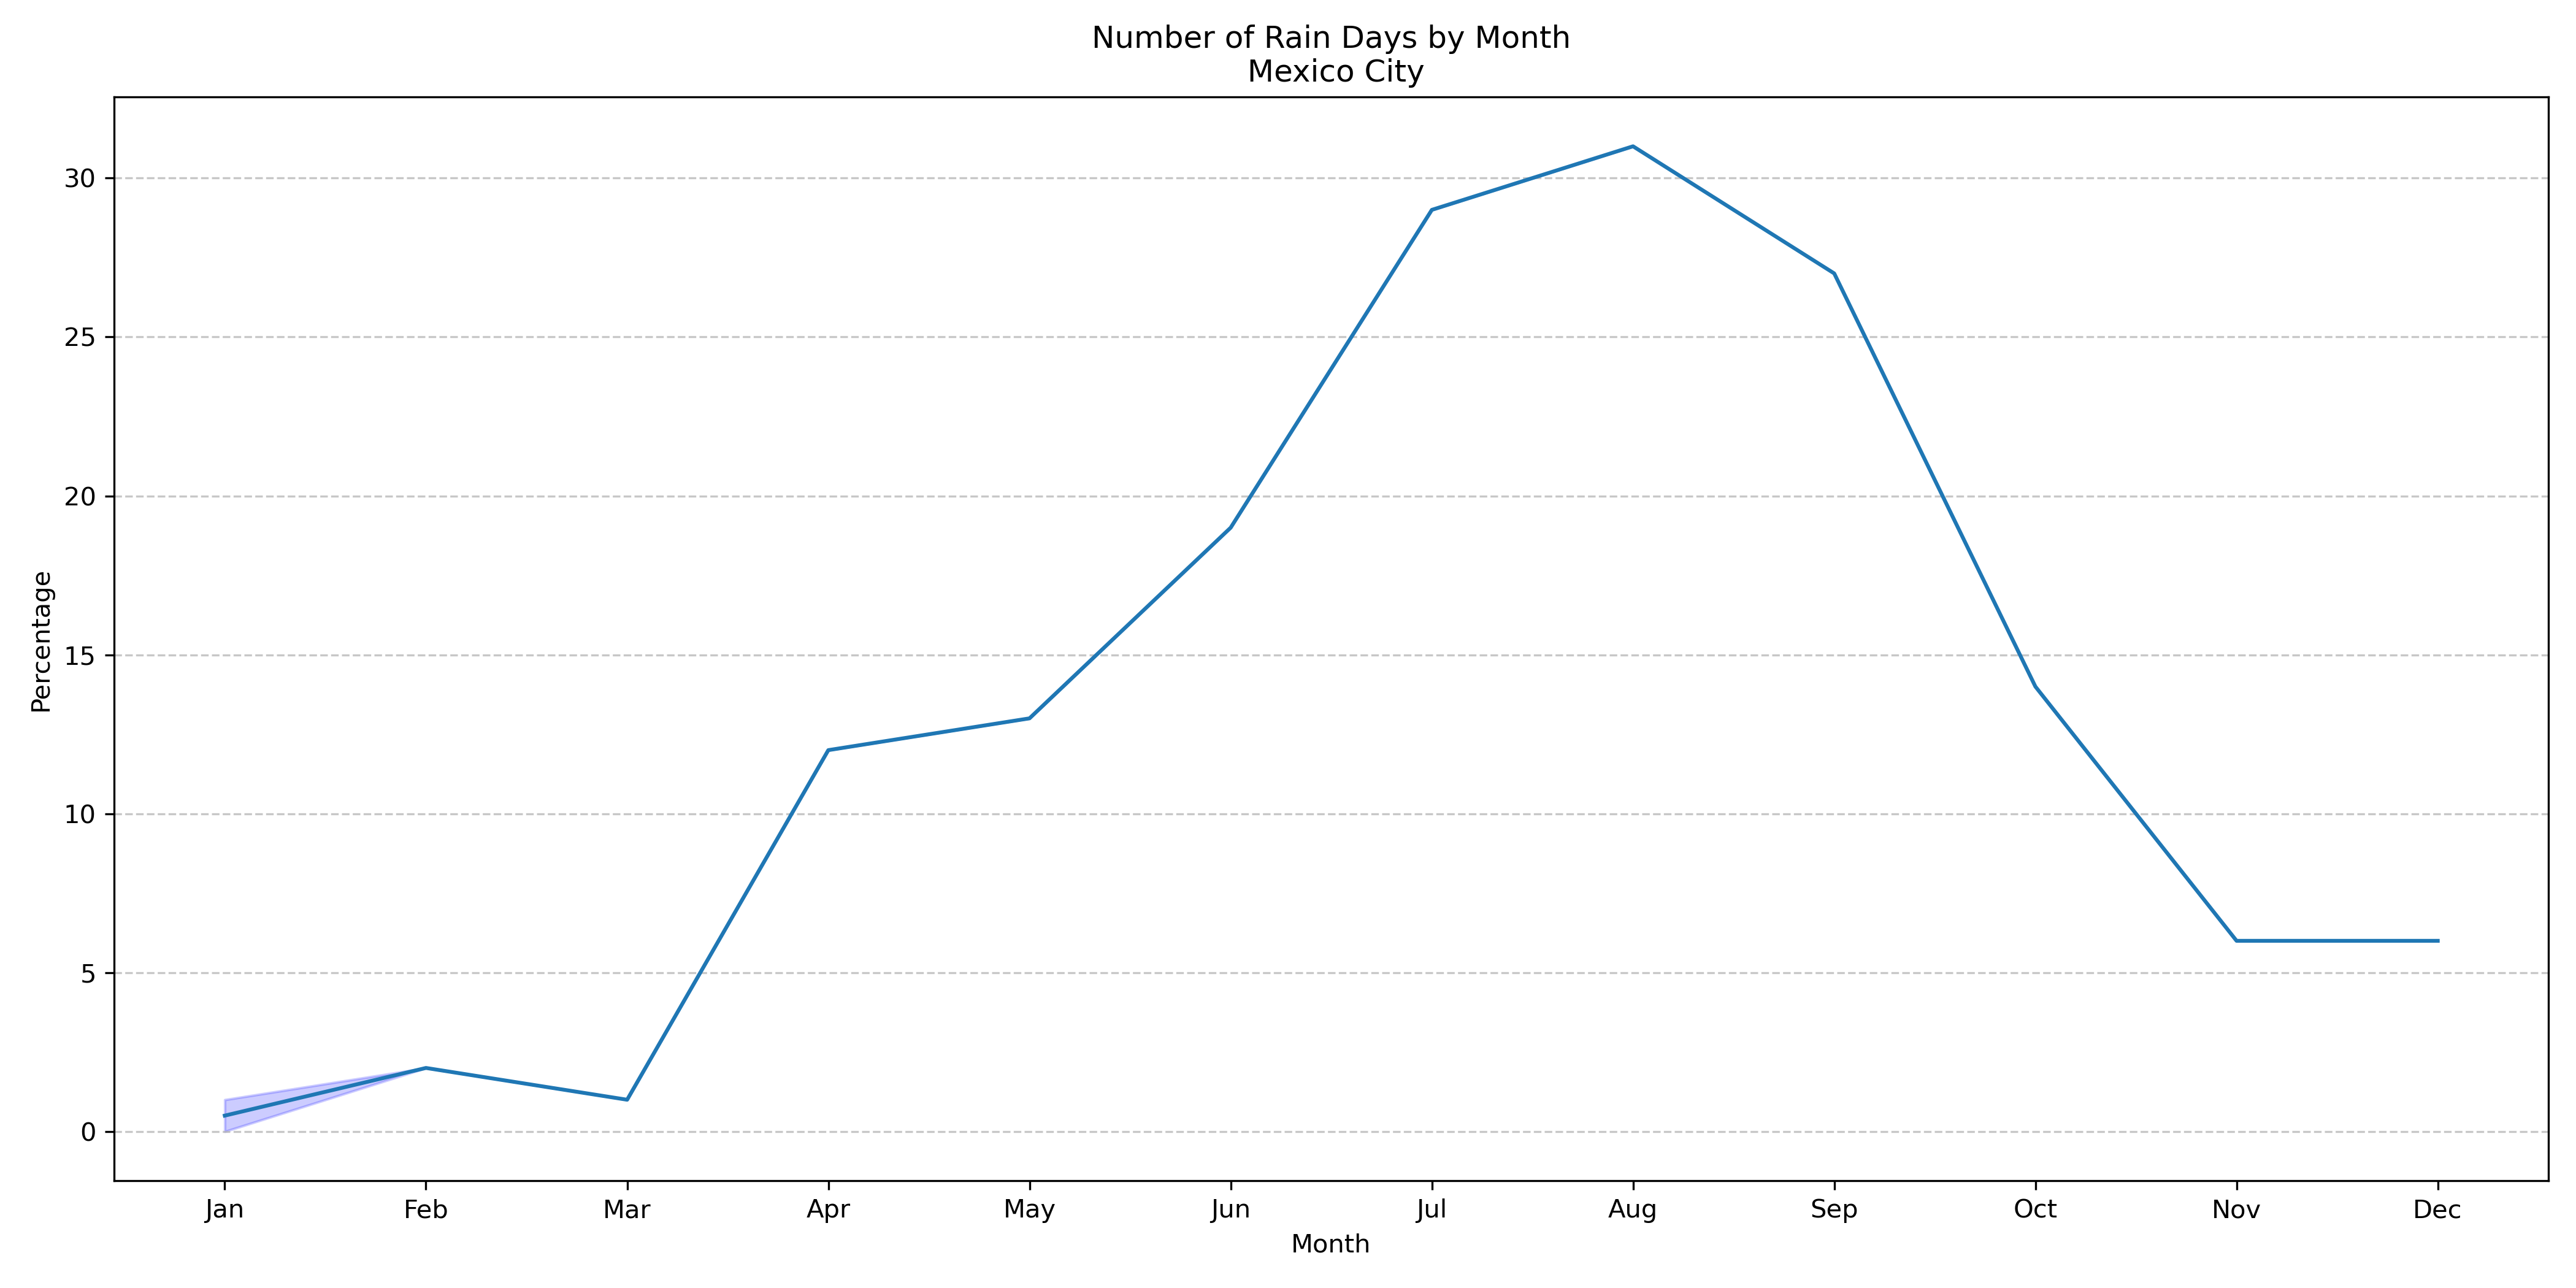 Number of Rain Days by Month
Mexico City
Percentage
30
25
20
15
10
5
0
Jan Feb Mar Apr May Jun Jul Aug Sep Oct Nov Dec
Month